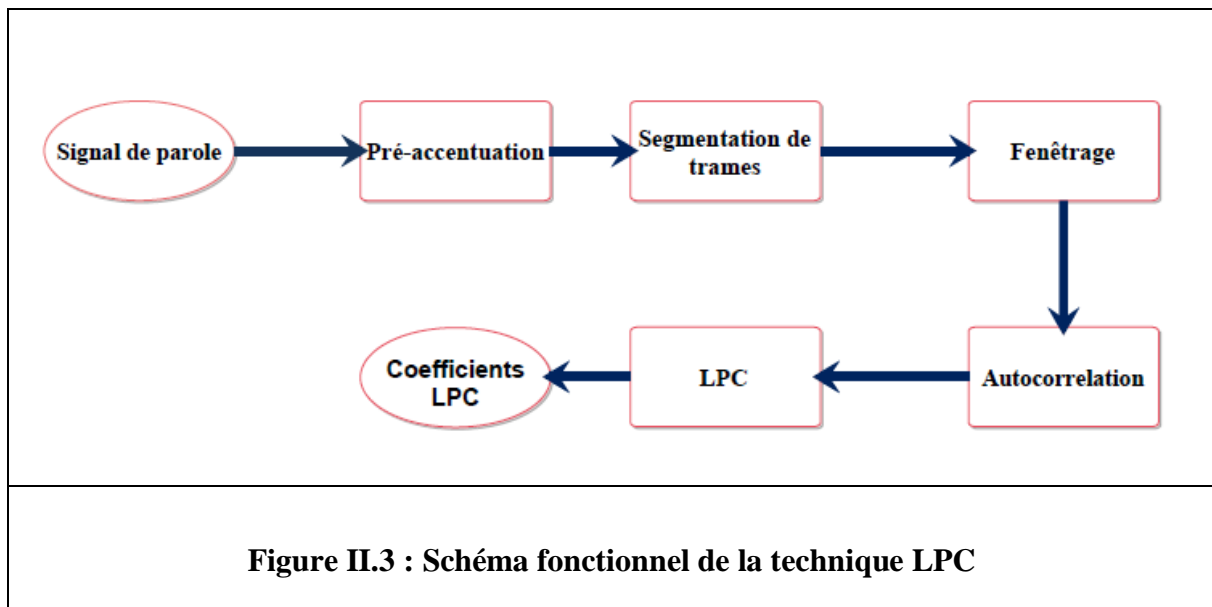 Signal de parole
Pré-accentuation
Segmentation de
trames
Fenêtrage
Coefficients
LPC
LPC
Autocorrelation
Figure II.3 : Schéma fonctionnel de la technique LPC